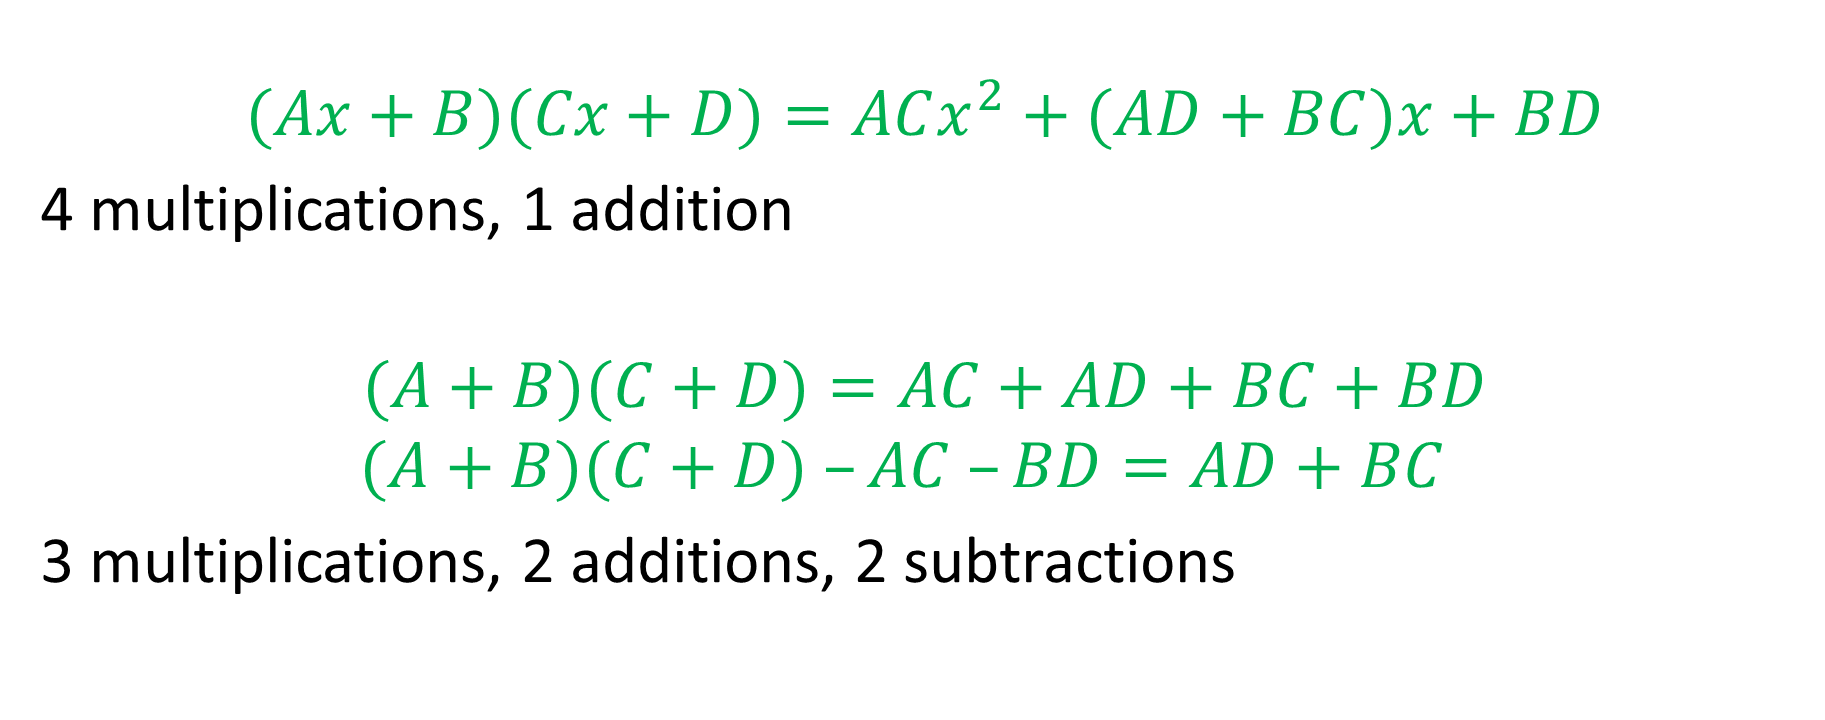 (Ax + B)(Cx + D) = ACx² + (AD + BC)x + BD
4 multiplications, 1 addition
(A + B)(C + D) = AC + AD + BC + BD
(A + B)(C + D) – AC – BD = AD + BC
3 multiplications, 2 additions, 2 subtractions